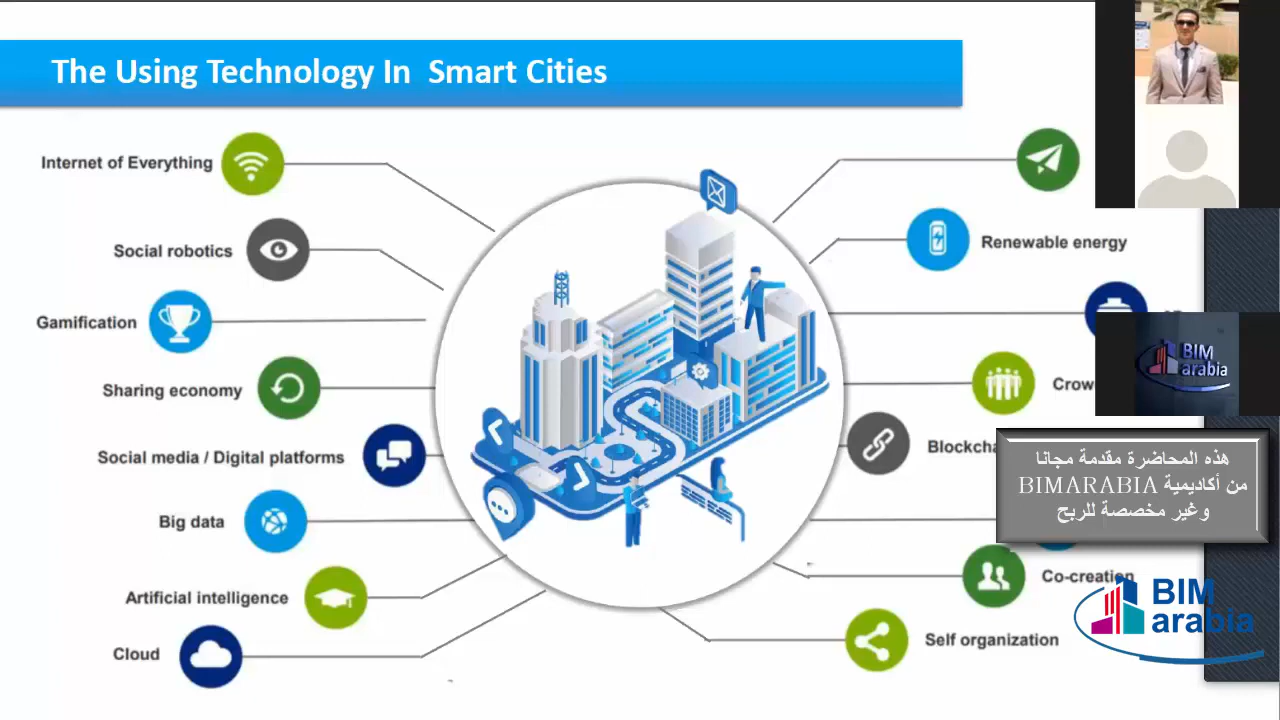 The Using Technology In Smart Cities
Internet of Everything
Social robotics
Gamification
Sharing economy
Social media / Digital platforms
Big data
Artificial intelligence
Cloud
Renewable energy
Co-creation
Self organization
BIM
arabia
هذه المحاضرة مقدمة مجانا
من أكاديمية BIMARABIA
وغير مخصصة للربح
BIM
arabia